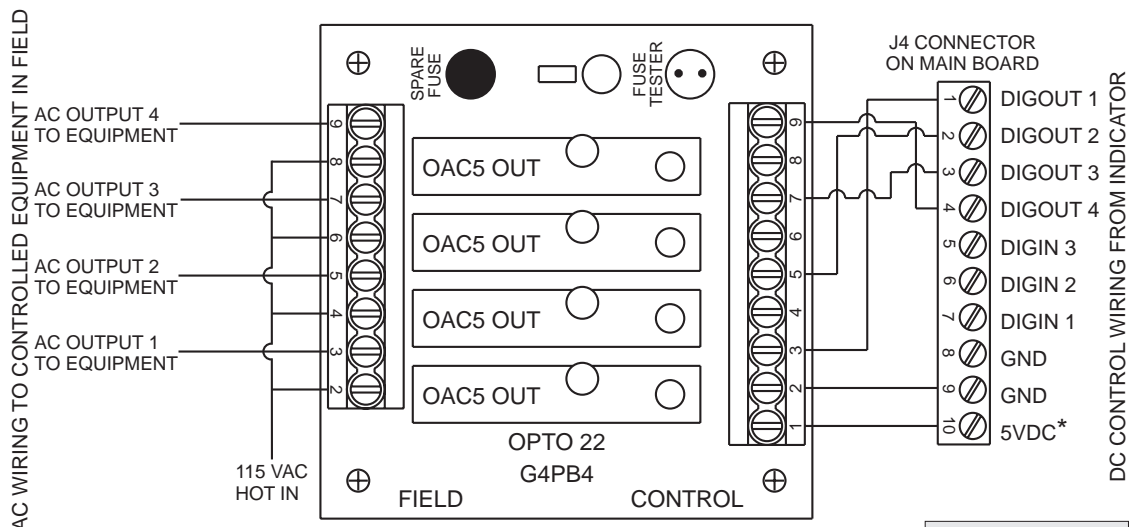 AC WIRING TO CONTROLLED EQUIPMENT IN FIELD
AC OUTPUT 4
TO EQUIPMENT
AC OUTPUT 3
TO EQUIPMENT
AC OUTPUT 2
TO EQUIPMENT
AC OUTPUT 1
TO EQUIPMENT
115 VAC
HOT IN
9
8
7
6
5
4
3
2
SPARE
FUSE
FUSE
TESTER
OAC5 OUT
OAC5 OUT
OAC5 OUT
OAC5 OUT
OPTO 22
G4PB4
FIELD
CONTROL
9
8
7
6
5
4
3
2
1
J4 CONNECTOR
ON MAIN BOARD
1 DIGOUT 1
2 DIGOUT 2
3 DIGOUT 3
4 DIGOUT 4
5 DIGIN 3
6 DIGIN 2
7 DIGIN 1
8 GND
9 GND
10 5VDC*
DC CONTROL WIRING FROM INDICATOR